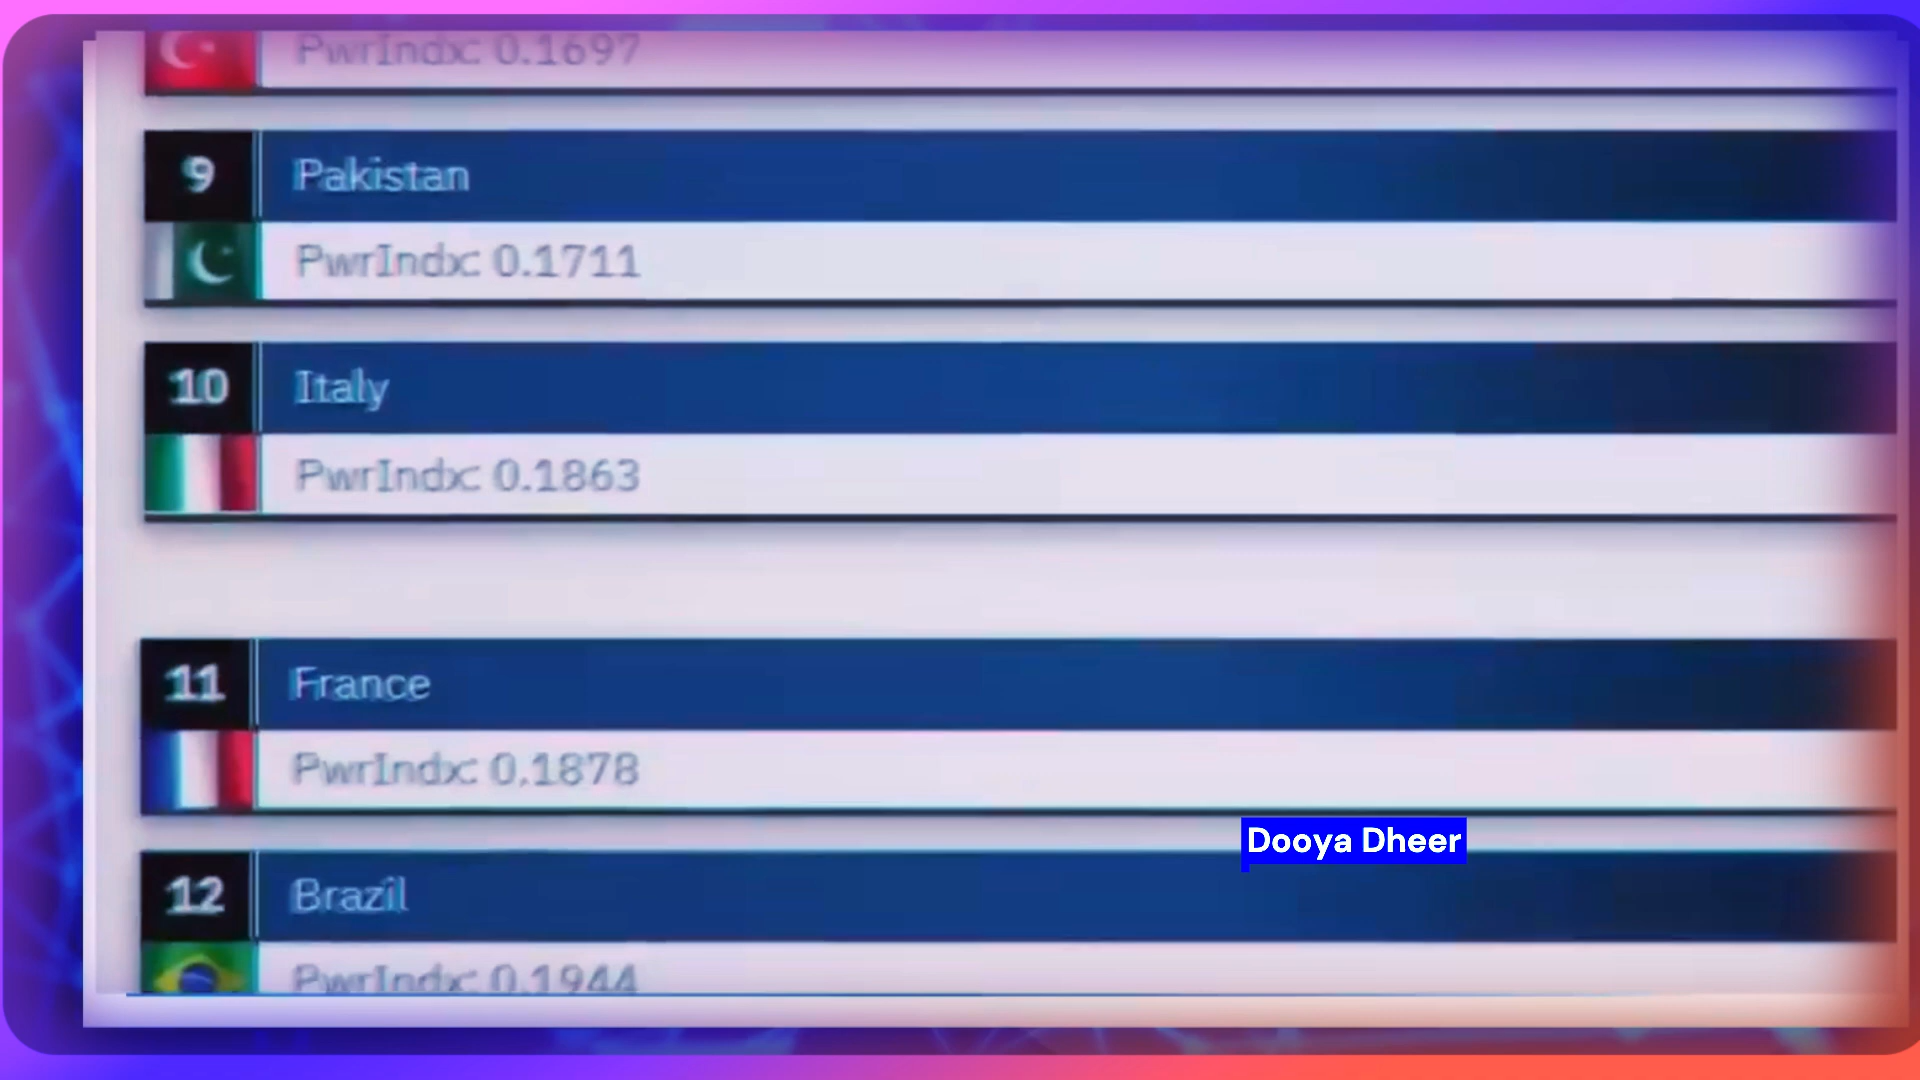 PwrIndx: 0.1697
9
Pakistan
PwrIndx: 0.1711
10
Italy
PwrIndx: 0.1863
11
France
PwrIndx: 0.1878
Dooya Dheer
12
Brazil
PwrIndx: 0.1944